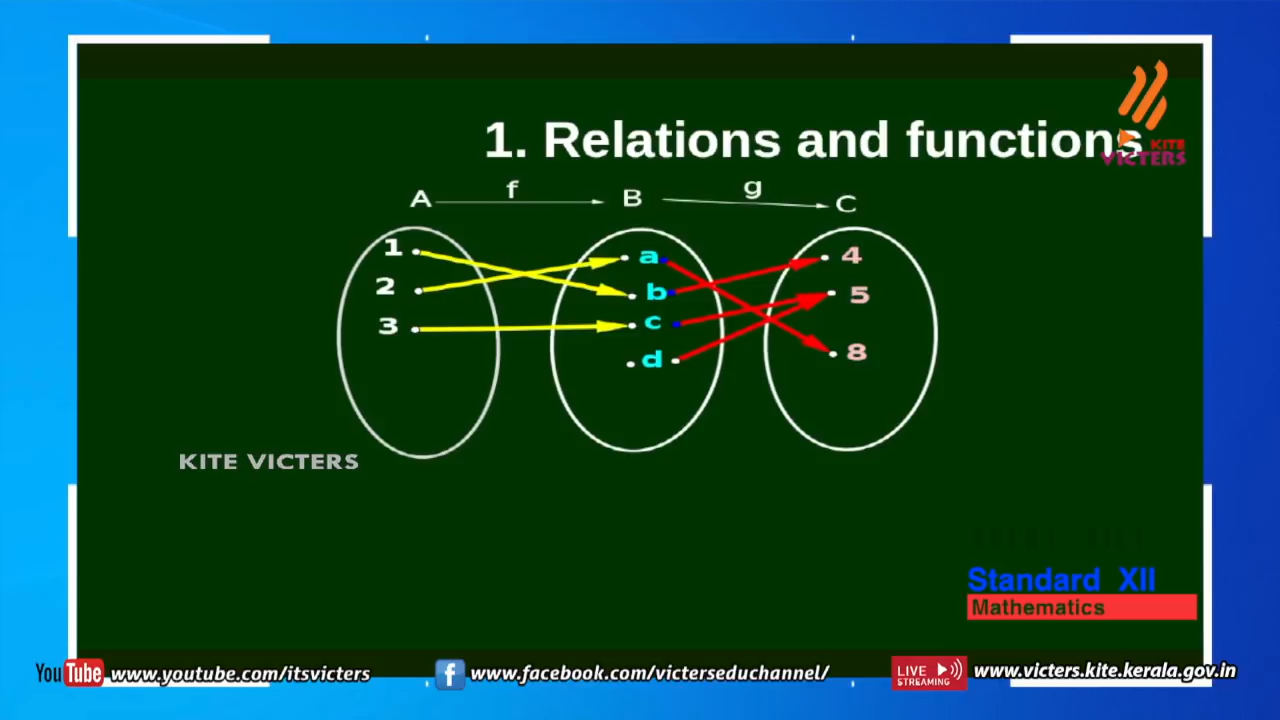 KITE
VICTERS
1. Relations and functions
A f B g C
1 a 4
2 b 5
3 c
d 8
KITE VICTERS
Standard XII
Mathematics
YouTube www.youtube.com/itsvicters
f www.facebook.com/victerseduchannel/
LIVE STREAMING www.victers.kite.kerala.gov.in